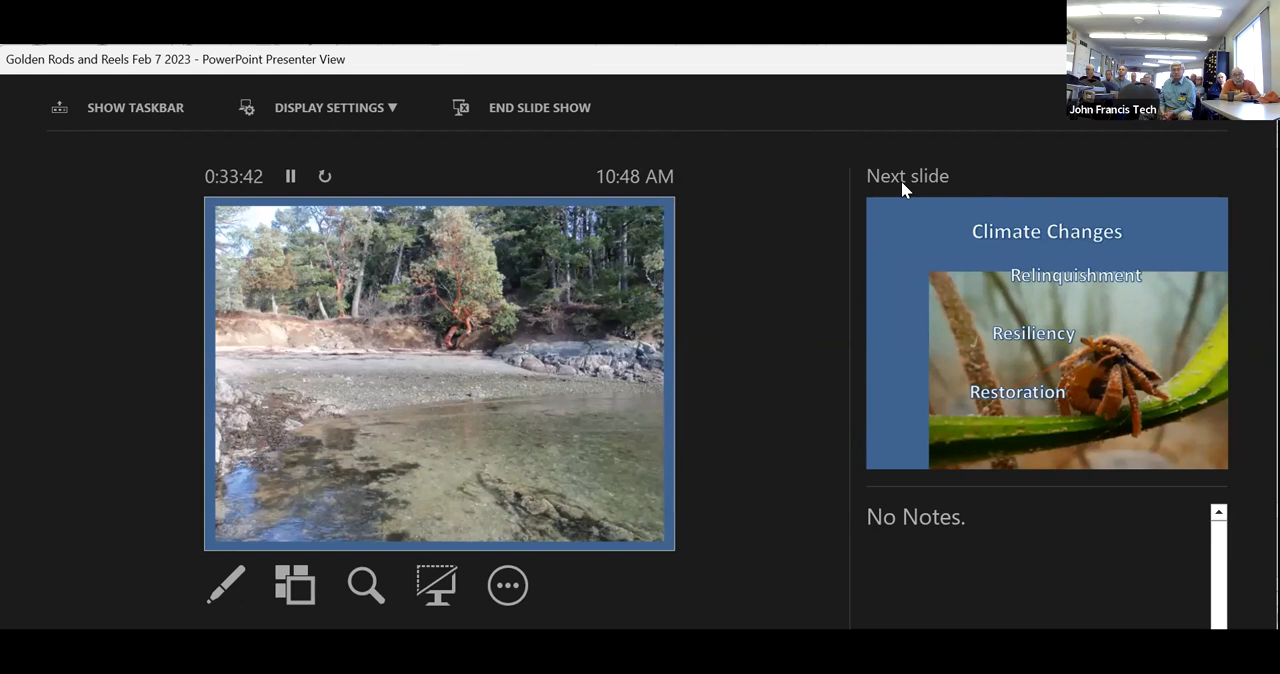 Golden Rods and Reels Feb 7 2023 - PowerPoint Presenter View
John Francis Tech
SHOW TASKBAR
DISPLAY SETTINGS ▼
END SLIDE SHOW
0:33:42
10:48 AM
Next slide
Climate Changes
Relinquishment
Resiliency
Restoration
No Notes.